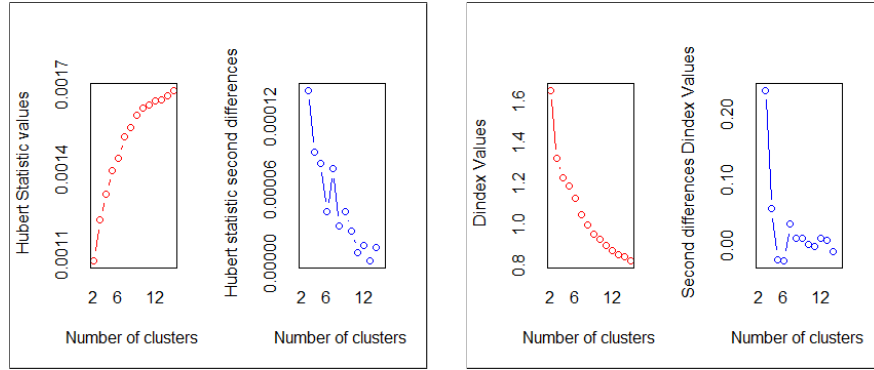 Hubert Statistic values
0.0011 0.0014 0.0017
2 6 12
Number of clusters
Hubert statistic second differences
0.00000 0.00006 0.00012
2 6 12
Number of clusters
Dindex Values
0.8 1.0 1.2 1.4 1.6
2 6 12
Number of clusters
Second differences Dindex Values
0.00 0.10 0.20
2 6 12
Number of clusters